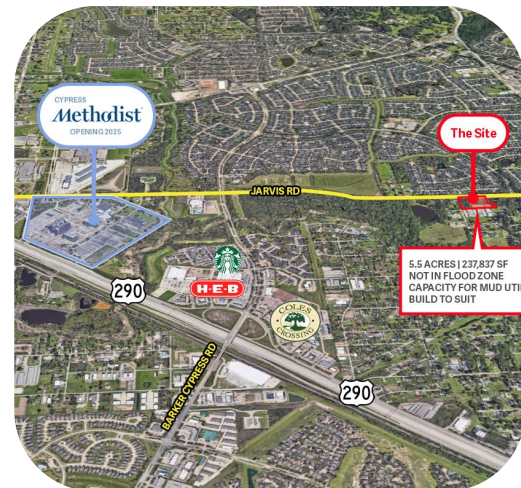 CYPRESS
Methodist
OPENING 2025
The Site
JARVIS RD
5.5 ACRES | 237,837 SF
NOT IN FLOOD ZONE
CAPACITY FOR MUD UTI
BUILD TO SUIT
290
H-E-B
COLES
CROSSING
BARKER CYPRESS RD
290